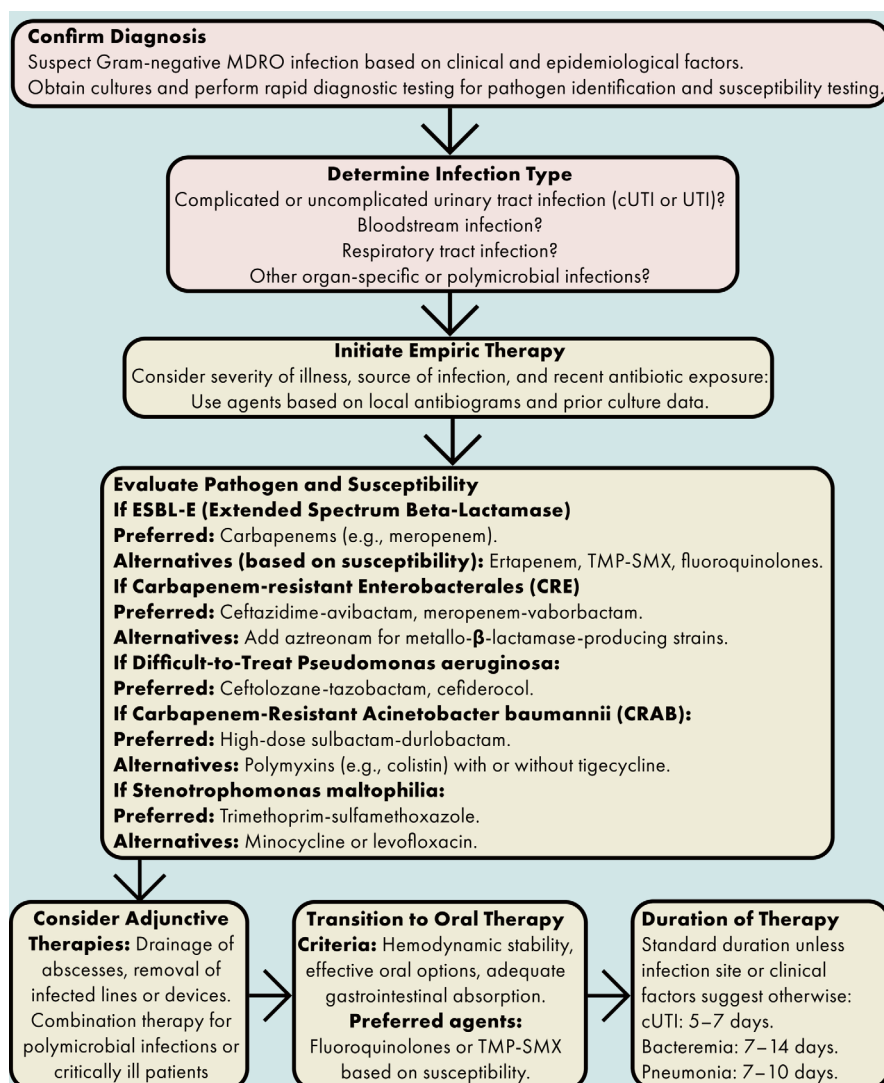 Confirm Diagnosis
Suspect Gram-negative MDRO infection based on clinical and epidemiological factors.
Obtain cultures and perform rapid diagnostic testing for pathogen identification and susceptibility testing.
Determine Infection Type
Complicated or uncomplicated urinary tract infection (cUTI or UTI)?
Bloodstream infection?
Respiratory tract infection?
Other organ-specific or polymicrobial infections?
Initiate Empiric Therapy
Consider severity of illness, source of infection, and recent antibiotic exposure:
Use agents based on local antibiograms and prior culture data.
Evaluate Pathogen and Susceptibility
If ESBL-E (Extended Spectrum Beta-Lactamase)
Preferred: Carbapenems (e.g., meropenem).
Alternatives (based on susceptibility): Ertapenem, TMP-SMX, fluoroquinolones.
If Carbapenem-resistant Enterobacterales (CRE)
Preferred: Ceftazidime-avibactam, meropenem-vaborbactam.
Alternatives: Add aztreonam for metallo-β-lactamase-producing strains.
If Difficult-to-Treat Pseudomonas aeruginosa:
Preferred: Ceftolozane-tazobactam, cefiderocol.
If Carbapenem-Resistant Acinetobacter baumannii (CRAB):
Preferred: High-dose sulbactam-durlobactam.
Alternatives: Polymyxins (e.g., colistin) with or without tigecycline.
If Stenotrophomonas maltophilia:
Preferred: Trimethoprim-sulfamethoxazole.
Alternatives: Minocycline or levofloxacin.
Consider Adjunctive
Therapies: Drainage of
abscesses, removal of
infected lines or devices.
Combination therapy for
polymicrobial infections or
critically ill patients
Transition to Oral Therapy
Criteria: Hemodynamic stability,
effective oral options, adequate
gastrointestinal absorption.
Preferred agents:
Fluoroquinolones or TMP-SMX
based on susceptibility.
Duration of Therapy
Standard duration unless
infection site or clinical
factors suggest otherwise:
cUTI: 5–7 days.
Bacteremia: 7–14 days.
Pneumonia: 7–10 days.